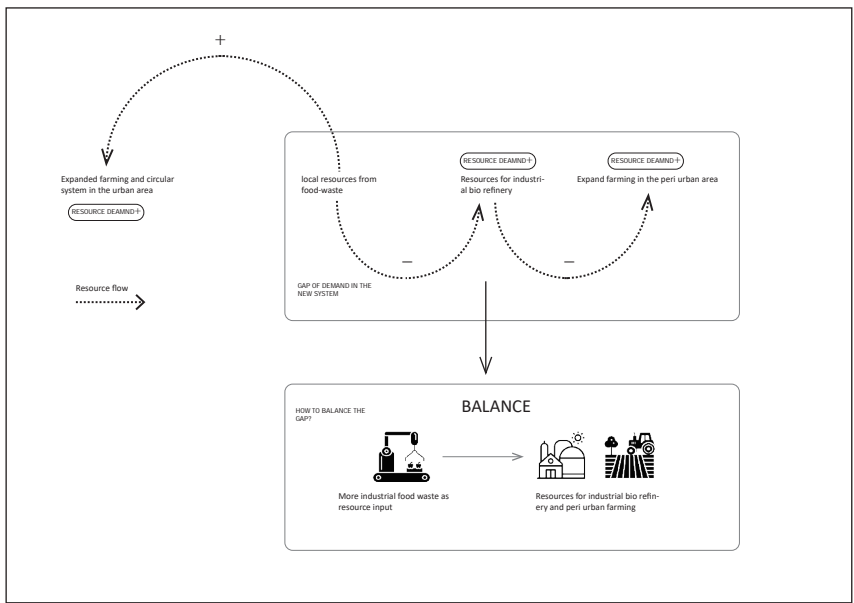 +
Expanded farming and circular
system in the urban area
RESOURCE DEAMND+
local resources from
food-waste
RESOURCE DEAMND+
Resources for industri-
al bio refinery
RESOURCE DEAMND+
Expand farming in the peri urban area
—
—
GAP OF DEMAND IN THE
NEW SYSTEM
Resource flow
HOW TO BALANCE THE
GAP?
BALANCE
More industrial food waste as
resource input
Resources for industrial bio refin-
ery and peri urban farming